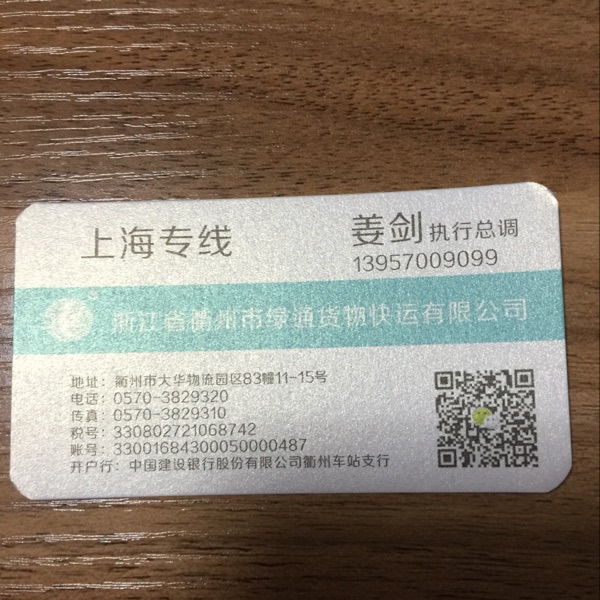 上海专线
姜剑 执行总调
13957009099
浙江省衢州市绿通货物快运有限公司
地址：衢州市大华物流园区83幢11-15号
电话：0570-3829320
传真：0570-3829310
税号：330802721068742
账号：33001684300050000487
开户行：中国建设银行股份有限公司衢州车站支行